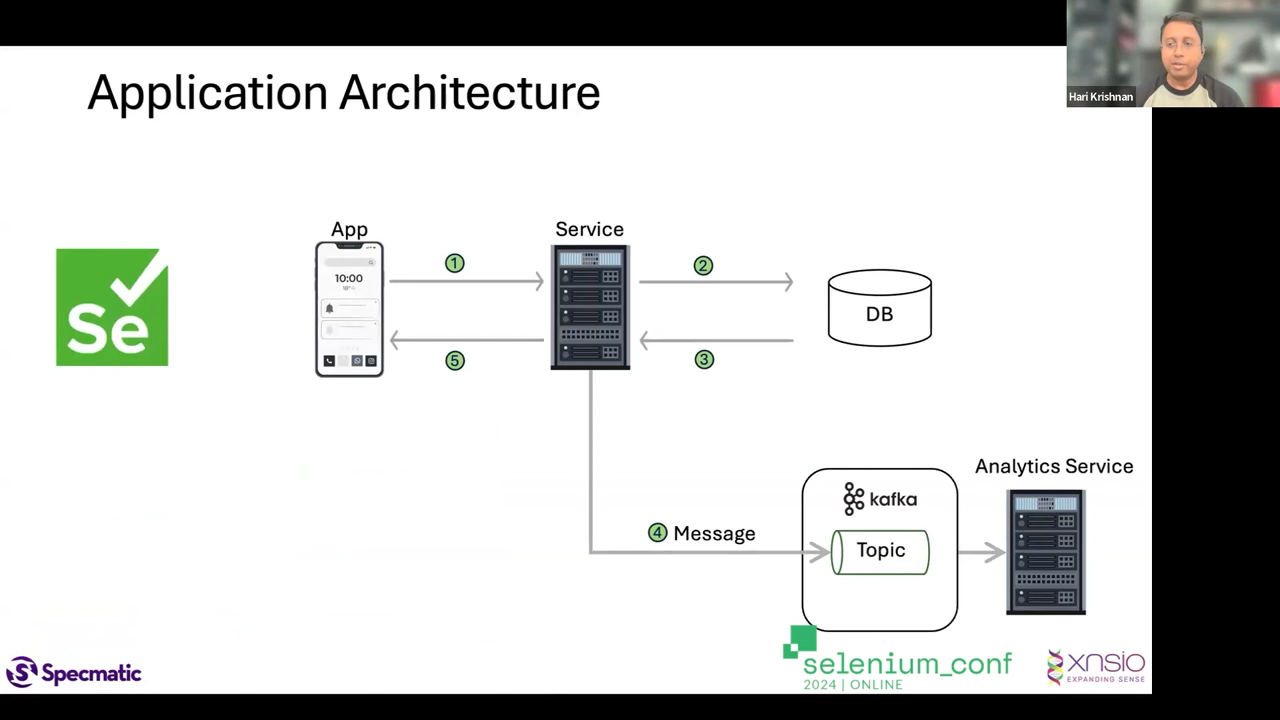 Hari Krishnan
Application Architecture
App
Service
Se
10:00
1
2
DB
5
3
Analytics Service
kafka
4 Message
Topic
S Specmatic
selenium_conf
2024 | ONLINE
xnsio
EXPANDING SENSE